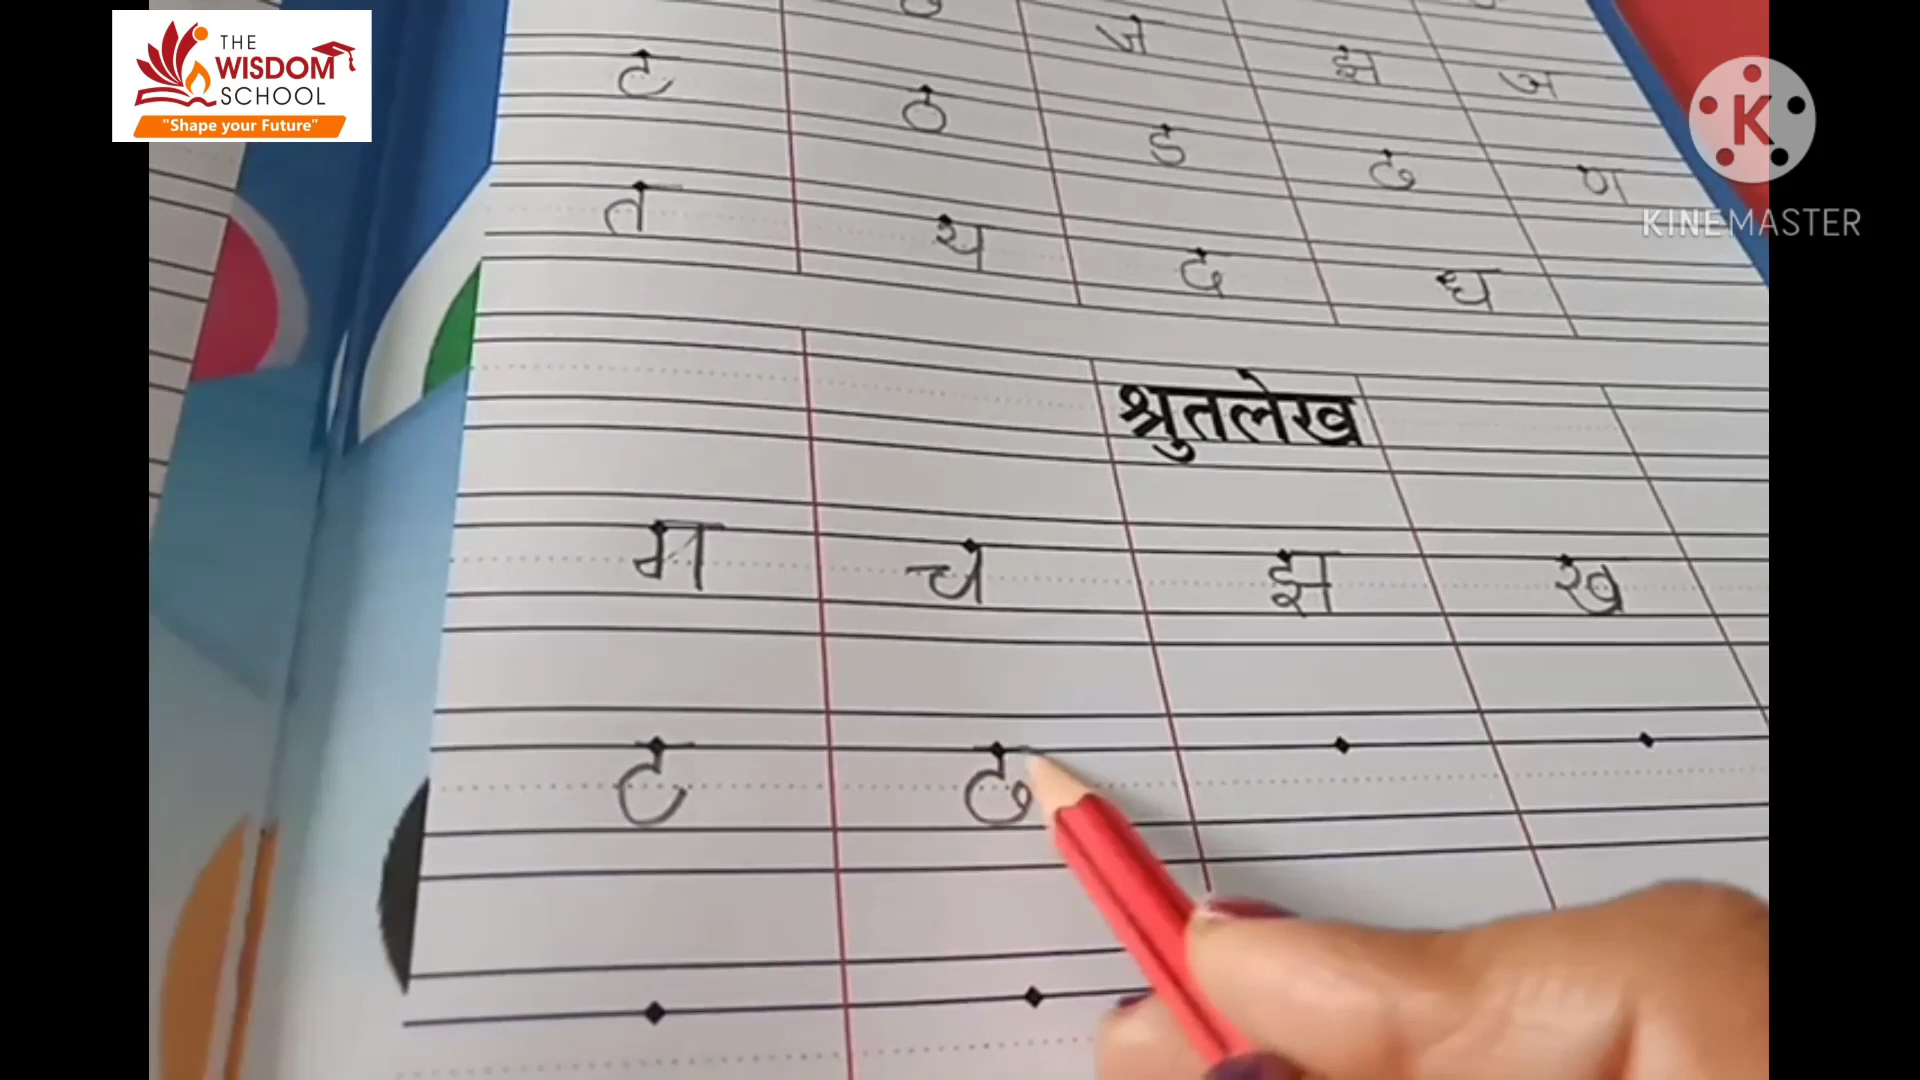 THE
WISDOM
SCHOOL
"Shape your Future"
K
KINEMASTER
ज झ ञ
ट ठ ड ढ ण
त थ द ध
श्रुतलेख
म च झ ख
ट ढ